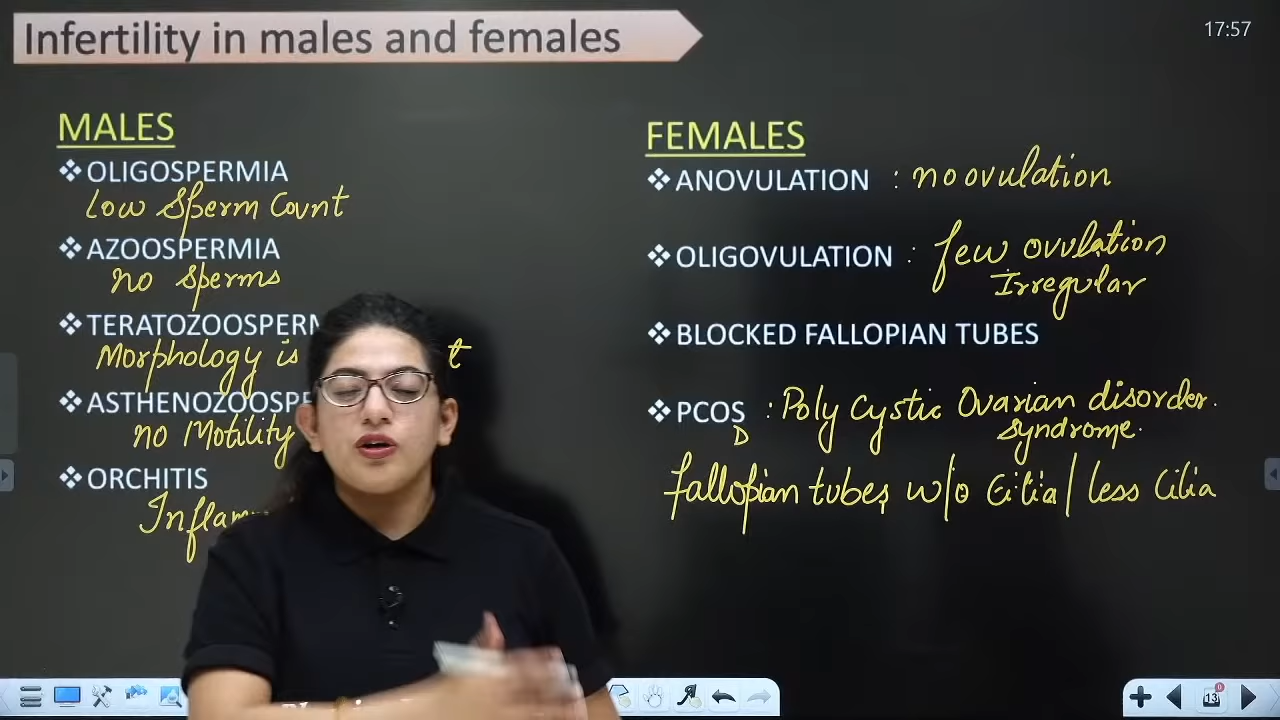 Infertility in males and females
17:57
MALES
❖ OLIGOSPERMIA
Low Sperm Count
❖ AZOOSPERMIA
no Sperms
❖ TERATOZOOSPERM
Morphology is
t
❖ ASTHENOZOOSPE
no Motility
❖ ORCHITIS
Inflam
FEMALES
❖ ANOVULATION : no ovulation
❖ OLIGOVULATION : few ovulation
Irregular
❖ BLOCKED FALLOPIAN TUBES
❖ PCOS : Poly Cystic Ovarian disorder.
D syndrome.
fallopian tubes w/o Cilia / less Cilia
13